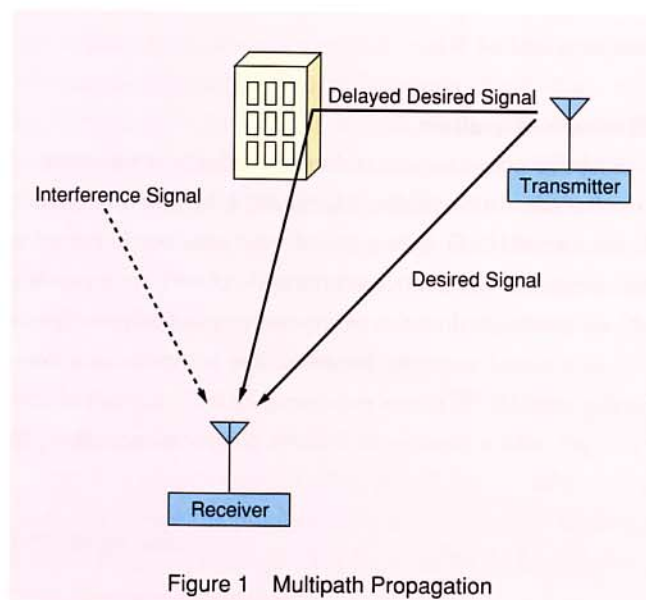 Delayed Desired Signal
Transmitter
Interference Signal
Desired Signal
Receiver
Figure 1 Multipath Propagation